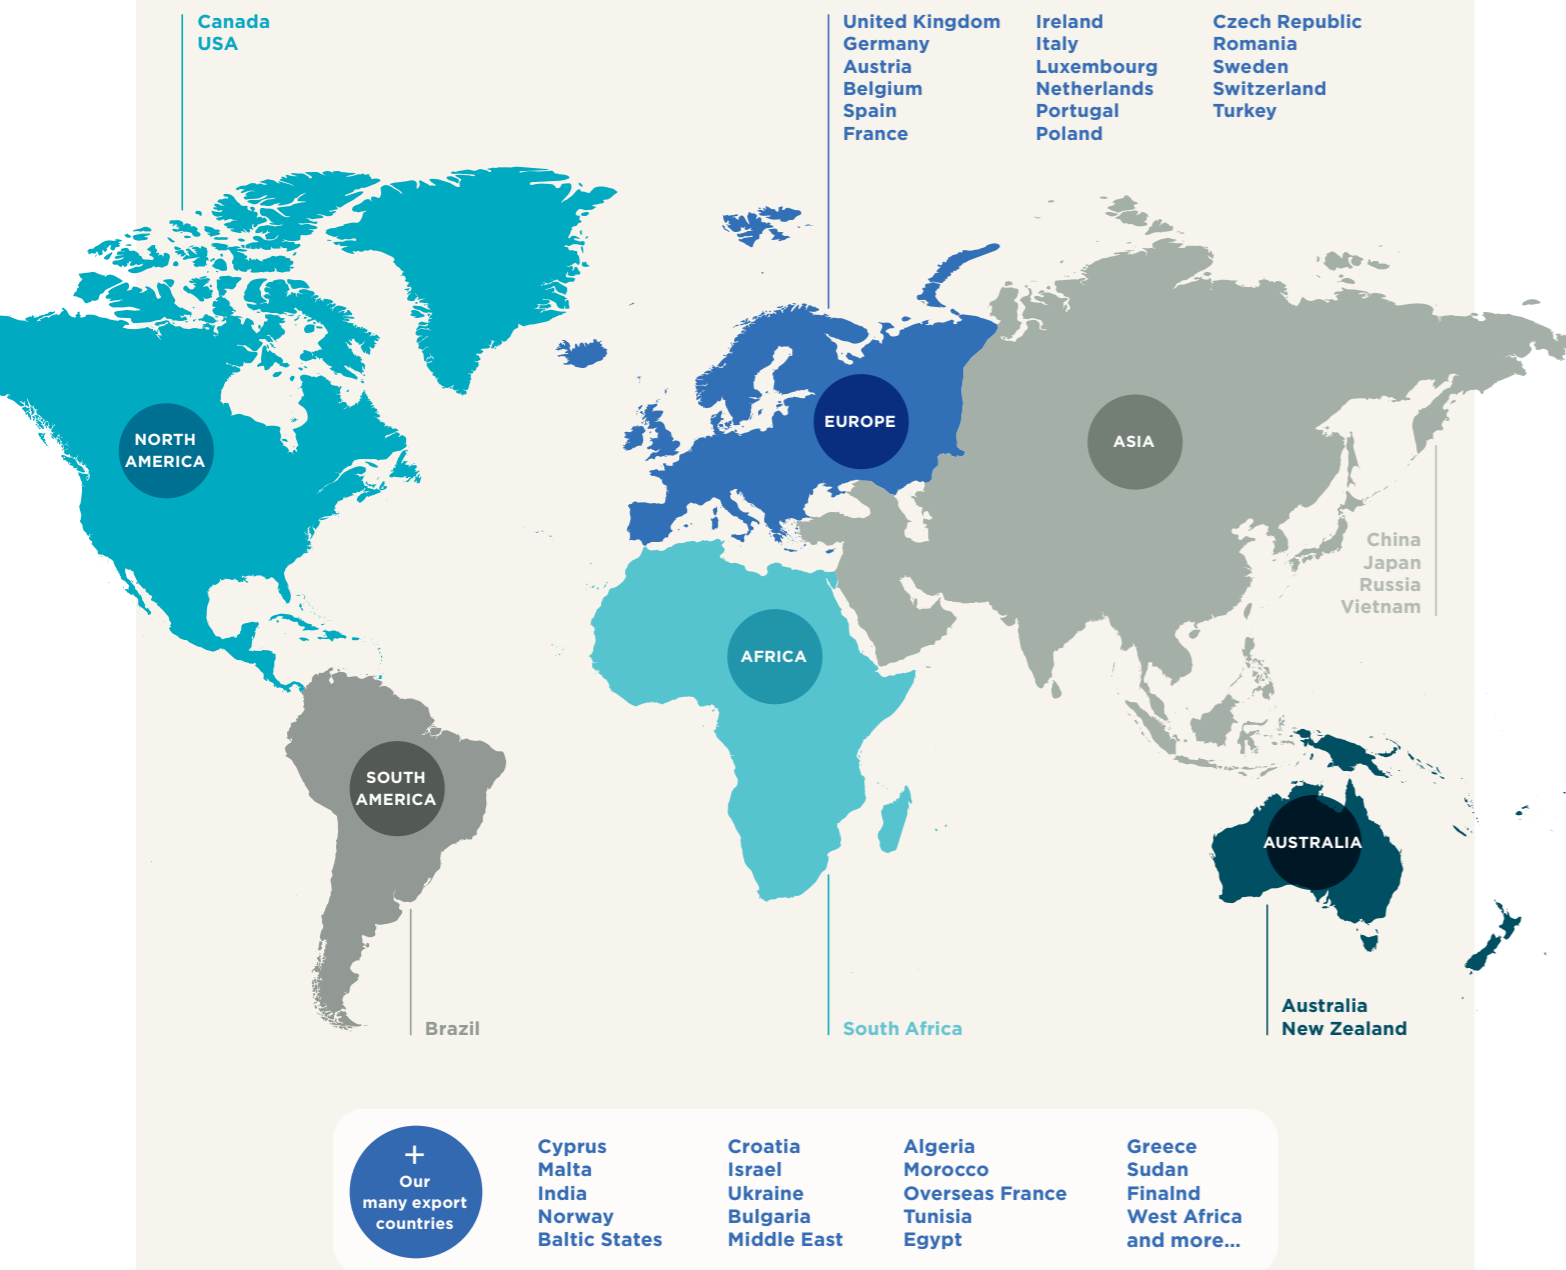 Canada
USA
United Kingdom
Germany
Austria
Belgium
Spain
France
Ireland
Italy
Luxembourg
Netherlands
Portugal
Poland
Czech Republic
Romania
Sweden
Switzerland
Turkey
NORTH
AMERICA
EUROPE
ASIA
China
Japan
Russia
Vietnam
AFRICA
SOUTH
AMERICA
AUSTRALIA
Brazil
South Africa
Australia
New Zealand
+
Our
many export
countries
Cyprus
Malta
India
Norway
Baltic States
Croatia
Israel
Ukraine
Bulgaria
Middle East
Algeria
Morocco
Overseas France
Tunisia
Egypt
Greece
Sudan
Finalnd
West Africa
and more...